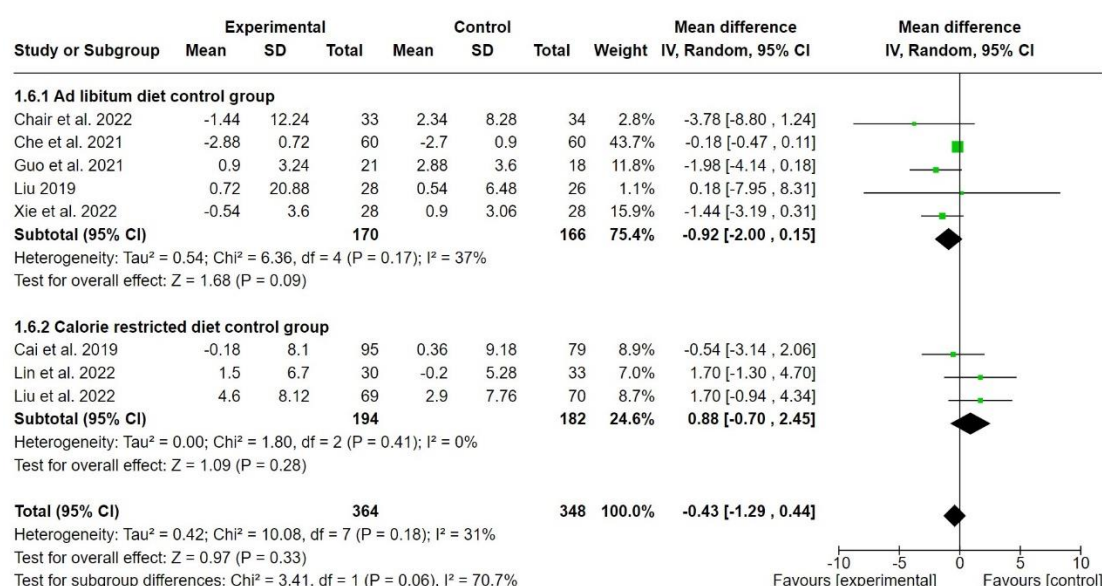 Experimental Control Mean difference Mean difference
Study or Subgroup Mean SD Total Mean SD Total Weight IV, Random, 95% CI IV, Random, 95% CI
1.6.1 Ad libitum diet control group
Chair et al. 2022 -1.44 12.24 33 2.34 8.28 34 2.8% -3.78 [-8.80 , 1.24]
Che et al. 2021 -2.88 0.72 60 -2.7 0.9 60 43.7% -0.18 [-0.47 , 0.11]
Guo et al. 2021 0.9 3.24 21 2.88 3.6 18 11.8% -1.98 [-4.14 , 0.18]
Liu 2019 0.72 20.88 28 0.54 6.48 26 1.1% 0.18 [-7.95 , 8.31]
Xie et al. 2022 -0.54 3.6 28 0.9 3.06 28 15.9% -1.44 [-3.19 , 0.31]
Subtotal (95% CI) 170 166 75.4% -0.92 [-2.00 , 0.15]
Heterogeneity: Tau² = 0.54; Chi² = 6.36, df = 4 (P = 0.17); I² = 37%
Test for overall effect: Z = 1.68 (P = 0.09)
1.6.2 Calorie restricted diet control group
Cai et al. 2019 -0.18 8.1 95 0.36 9.18 79 8.9% -0.54 [-3.14 , 2.06]
Lin et al. 2022 1.5 6.7 30 -0.2 5.28 33 7.0% 1.70 [-1.30 , 4.70]
Liu et al. 2022 4.6 8.12 69 2.9 7.76 70 8.7% 1.70 [-0.94 , 4.34]
Subtotal (95% CI) 194 182 24.6% 0.88 [-0.70 , 2.45]
Heterogeneity: Tau² = 0.00; Chi² = 1.80, df = 2 (P = 0.41); I² = 0%
Test for overall effect: Z = 1.09 (P = 0.28)
Total (95% CI) 364 348 100.0% -0.43 [-1.29 , 0.44]
Heterogeneity: Tau² = 0.42; Chi² = 10.08, df = 7 (P = 0.18); I² = 31%
Test for overall effect: Z = 0.97 (P = 0.33)
-10 -5 0 5 10
Test for subgroup differences: Chi² = 3.41, df = 1 (P = 0.06), I² = 70.7%
Favours [experimental] Favours [control]